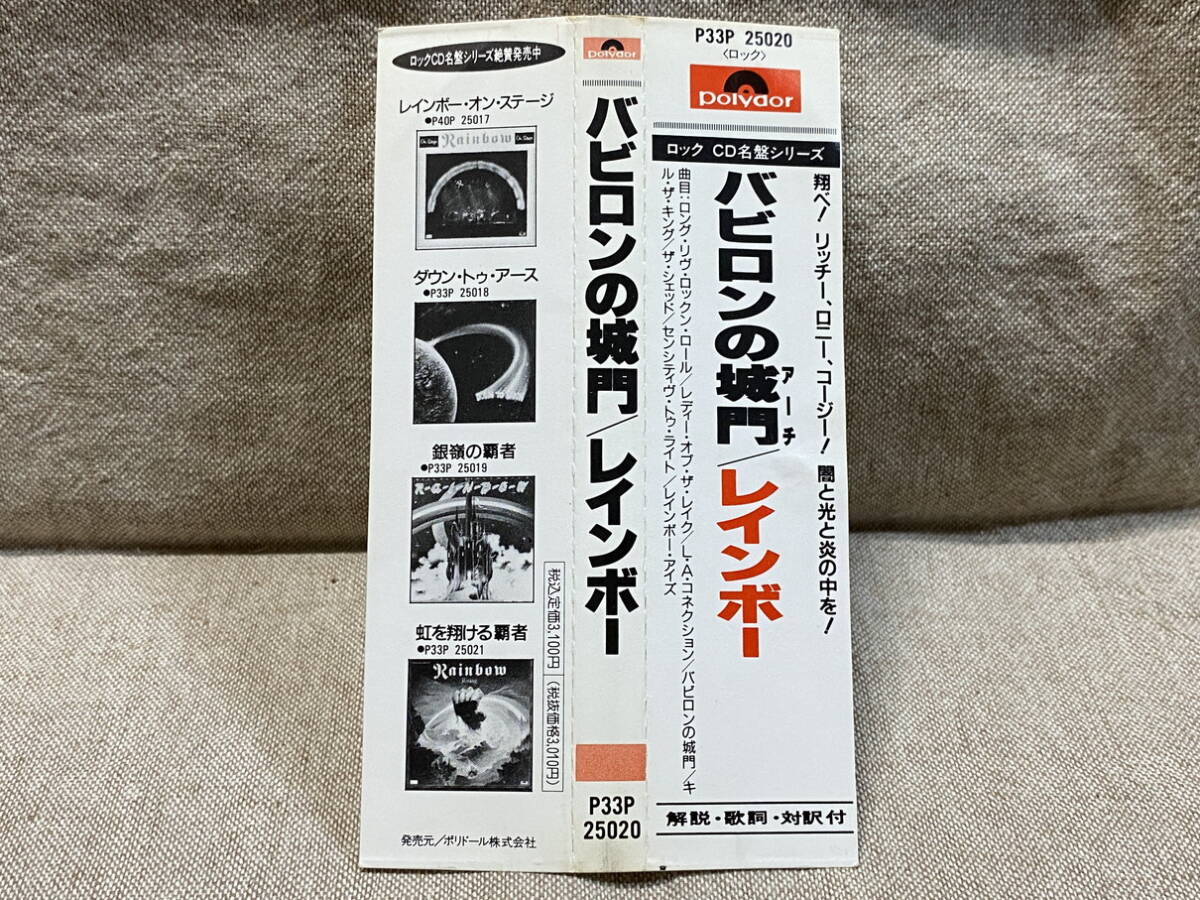 ロックCD名盤シリーズ絶賛発売中
レインボー・オン・ステージ
●P40P 25017
On Stage
Rainbow
On Stage
ダウン・トゥ・アース
●P33P 25018
DOWN TO EARTH
銀嶺の覇者
●P33P 25019
R-A-I-N-B-O-W
虹を翔ける覇者
●P33P 25021
Rainbow
Rising
税込定価3,100円(税抜価格3,010円)
発売元/ポリドール株式会社
Polydor
バビロンの城門/レインボー
P33P
25020
P33P 25020
〈ロック〉
Polydor
ロック CD名盤シリーズ
翔べ! リッチー、ロニー、コージー! 闇と光と炎の中を!
バビロンの城門/レインボー
アーチ
曲目:ロング・リヴ・ロックン・ロール/レディー・オブ・ザ・レイク/L・A・コネクション/バビロンの城門/キ
ル・ザ・キング/ザ・シェッド/センシティヴ・トゥ・ライト/レインボー・アイズ
解説・歌詞・対訳付